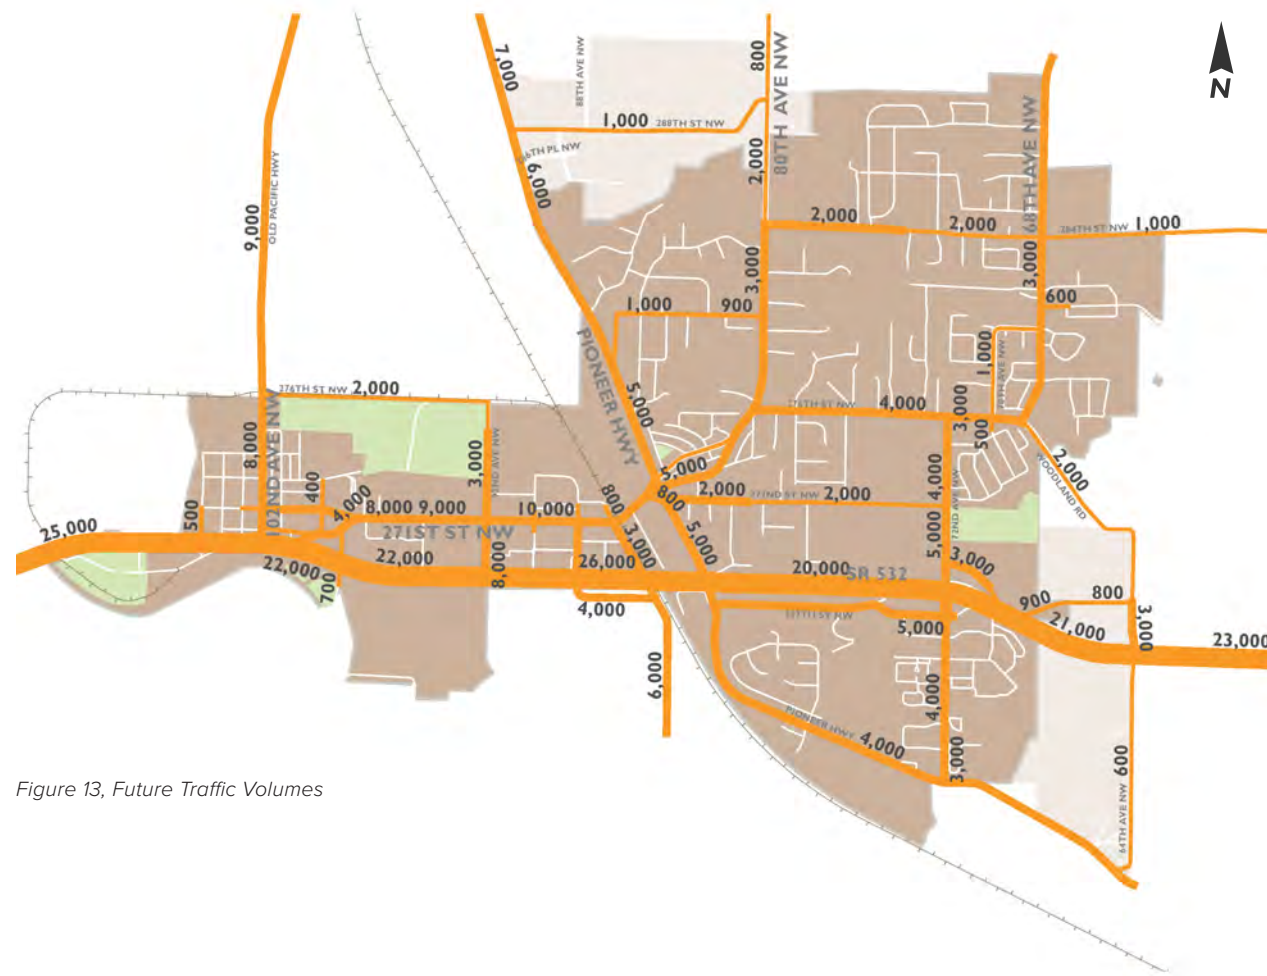 7,000
88TH AVE NW
800
80TH AVE NW
N
1,000
288TH ST NW
2,000
68TH AVE NW
6,000
9,000
OLD PACIFIC HWY
2,000
2,000
284TH ST NW
1,000
3,000
3,000
600
1,000
900
PIONEER HWY
1,000
276TH ST NW
2,000
5,000
276TH ST NW
4,000
3,000
500
102ND AVE NW
8,000
3,000
92ND AVE NW
5,000
4,000
72ND AVE NW
2,000
WOODLAND RD
400
4,000
8,000
9,000
10,000
800
800
2,000
272ND ST NW
2,000
500
25,000
271ST ST NW
3,000
5,000
5,000
22,000
22,000
700
8,000
26,000
20,000
SR 532
3,000
900
800
3,000
4,000
5,000
21,000
23,000
6,000
4,000
PIONEER HWY
4,000
3,000
600
64TH AVE NW
Figure 13, Future Traffic Volumes